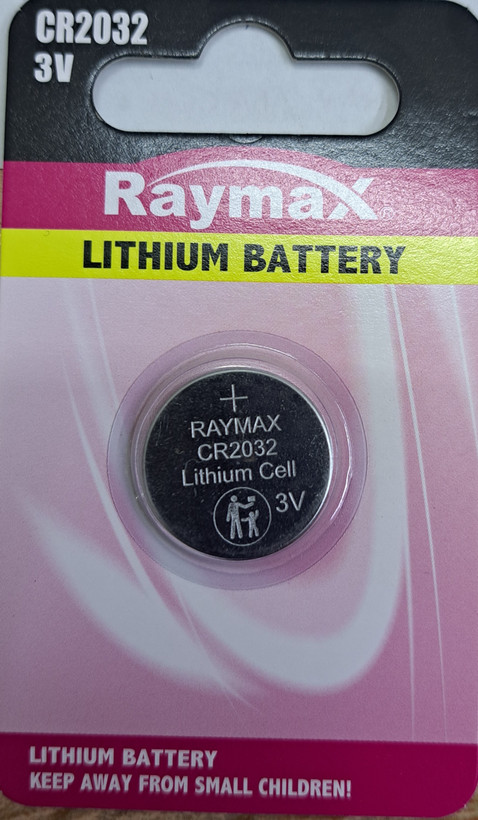 CR2032
3V
Raymax
LITHIUM BATTERY
+
RAYMAX
CR2032
Lithium Cell
3V
LITHIUM BATTERY
KEEP AWAY FROM SMALL CHILDREN!